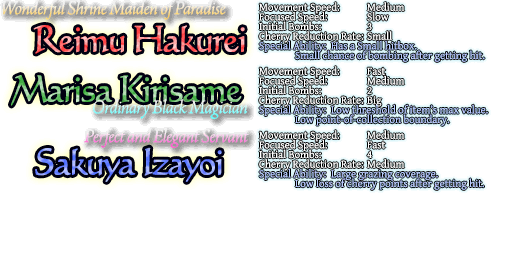 Wonderful Shrine Maiden of Paradise
Reimu Hakurei
Movement Speed: Medium
Focused Speed: Slow
Initial Bombs: 3
Cherry Reduction Rate: Small
Special Ability: Has a Small hitbox.
Small chance of bombing after getting hit.
Marisa Kirisame
Ordinary Black Magician
Movement Speed: Fast
Focused Speed: Medium
Initial Bombs: 2
Cherry Reduction Rate: Big
Special Ability: Low threshold of item's max value.
Low point-of-collection boundary.
Perfect and Elegant Servant
Sakuya Izayoi
Movement Speed: Medium
Focused Speed: Fast
Initial Bombs: 4
Cherry Reduction Rate: Medium
Special Ability: Large grazing coverage.
Low loss of cherry points after getting hit.